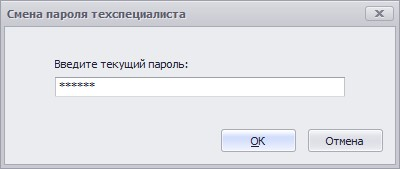 Смена пароля техспециалиста
Введите текущий пароль:
******
OK
Отмена